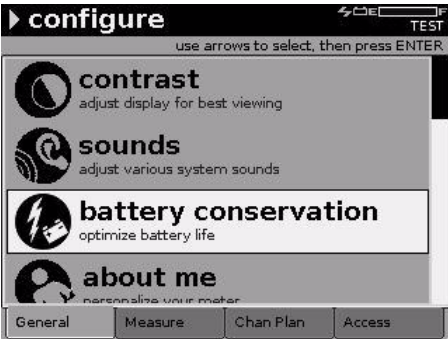 configure
E F
TEST
use arrows to select, then press ENTER
contrast
adjust display for best viewing
sounds
adjust various system sounds
battery conservation
optimize battery life
about me
personalize your meter
General Measure Chan Plan Access